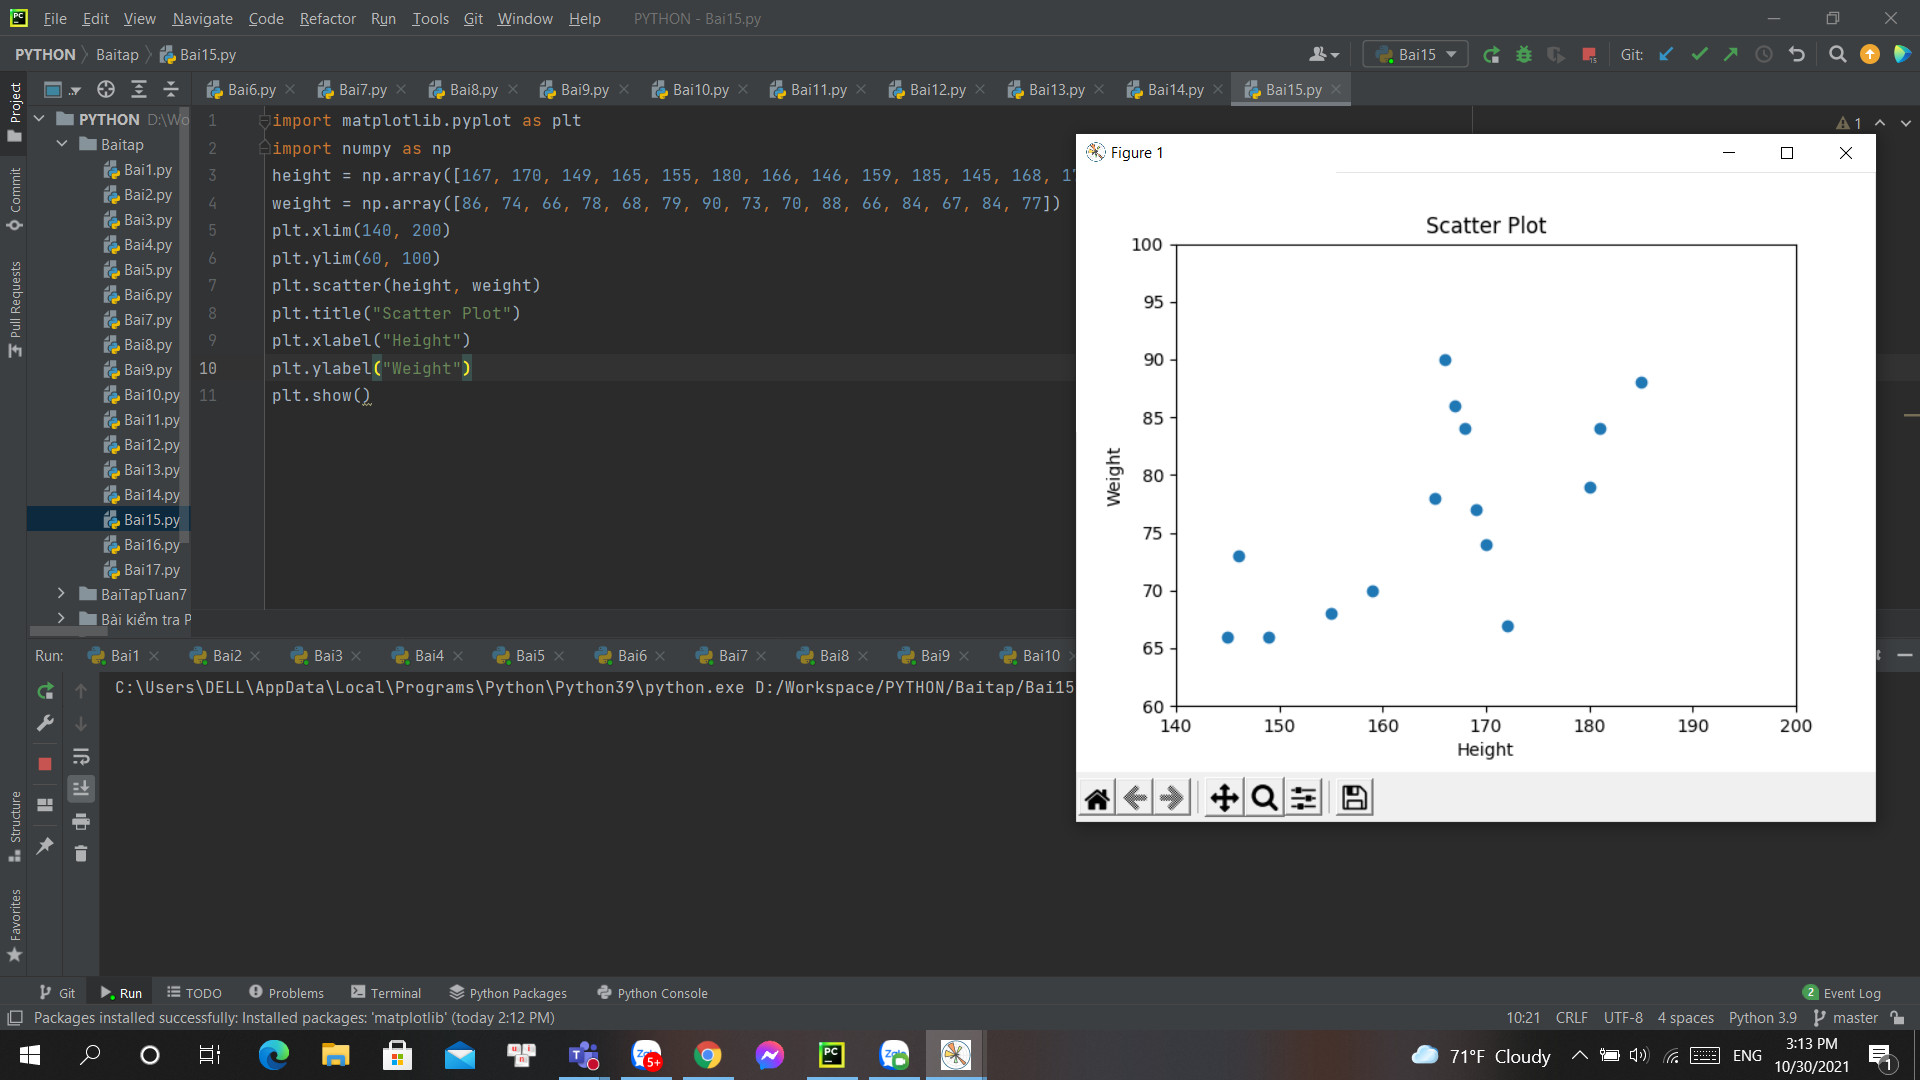 File Edit View Navigate Code Refactor Run Tools Git Window Help PYTHON - Bai15.py
PYTHON Baitap Bai15.py Bai15 Git:
Bai6.py Bai7.py Bai8.py Bai9.py Bai10.py Bai11.py Bai12.py Bai13.py Bai14.py Bai15.py
Project
Commit
Pull Requests
Structure
Favorites
PYTHON D:\Wo
Baitap
Bai1.py
Bai2.py
Bai3.py
Bai4.py
Bai5.py
Bai6.py
Bai7.py
Bai8.py
Bai9.py
Bai10.py
Bai11.py
Bai12.py
Bai13.py
Bai14.py
Bai15.py
Bai16.py
Bai17.py
BaiTapTuan7
Bài kiểm tra P
1 import matplotlib.pyplot as plt
2 import numpy as np
3 height = np.array([167, 170, 149, 165, 155, 180, 166, 146, 159, 185, 145, 168, 17
4 weight = np.array([86, 74, 66, 78, 68, 79, 90, 73, 70, 88, 66, 84, 67, 84, 77])
5 plt.xlim(140, 200)
6 plt.ylim(60, 100)
7 plt.scatter(height, weight)
8 plt.title("Scatter Plot")
9 plt.xlabel("Height")
10 plt.ylabel("Weight")
11 plt.show()
1
Figure 1
Scatter Plot
100
95
90
85
80
75
70
65
60
Weight
140 150 160 170 180 190 200
Height
Run: Bai1 Bai2 Bai3 Bai4 Bai5 Bai6 Bai7 Bai8 Bai9 Bai10
C:\Users\DELL\AppData\Local\Programs\Python\Python39\python.exe D:/Workspace/PYTHON/Baitap/Bai15
Git Run TODO Problems Terminal Python Packages Python Console 2 Event Log
Packages installed successfully: Installed packages: 'matplotlib' (today 2:12 PM) 10:21 CRLF UTF-8 4 spaces Python 3.9 master
71°F Cloudy ENG
3:13 PM
10/30/2021
1
5+